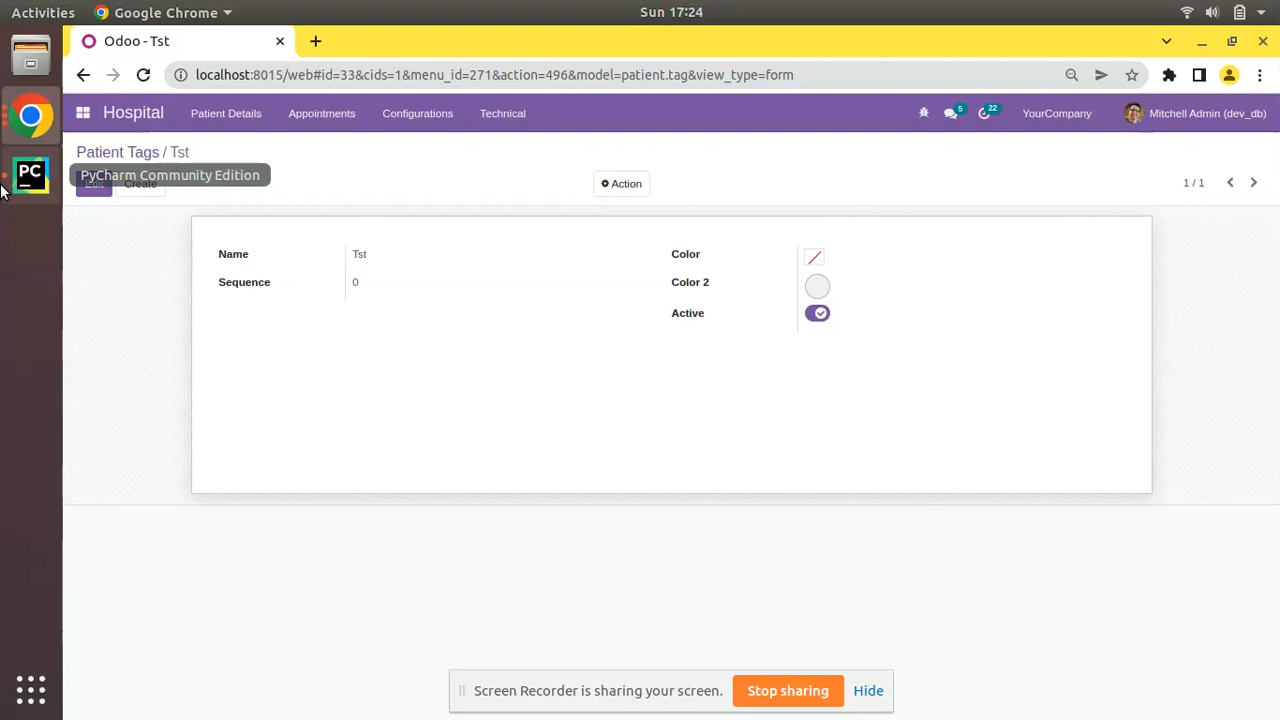 Activities Google Chrome Sun 17:24
Odoo - Tst
localhost:8015/web#id=33&cids=1&menu_id=271&action=496&model=patient.tag&view_type=form
Hospital Patient Details Appointments Configurations Technical 5 22 YourCompany Mitchell Admin (dev_db)
Patient Tags / Tst
PC PyCharm Community Edition
Edit Create Action 1 / 1
Name Tst Color
Sequence 0 Color 2
Active
Screen Recorder is sharing your screen. Stop sharing Hide